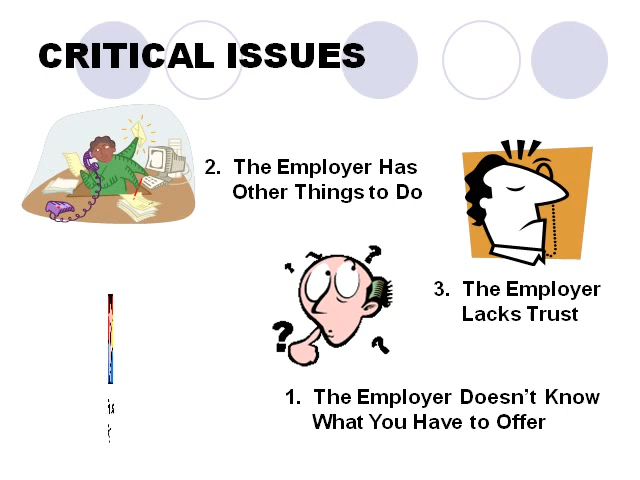 CRITICAL ISSUES
2. The Employer Has
Other Things to Do
3. The Employer
Lacks Trust
1. The Employer Doesn't Know
What You Have to Offer